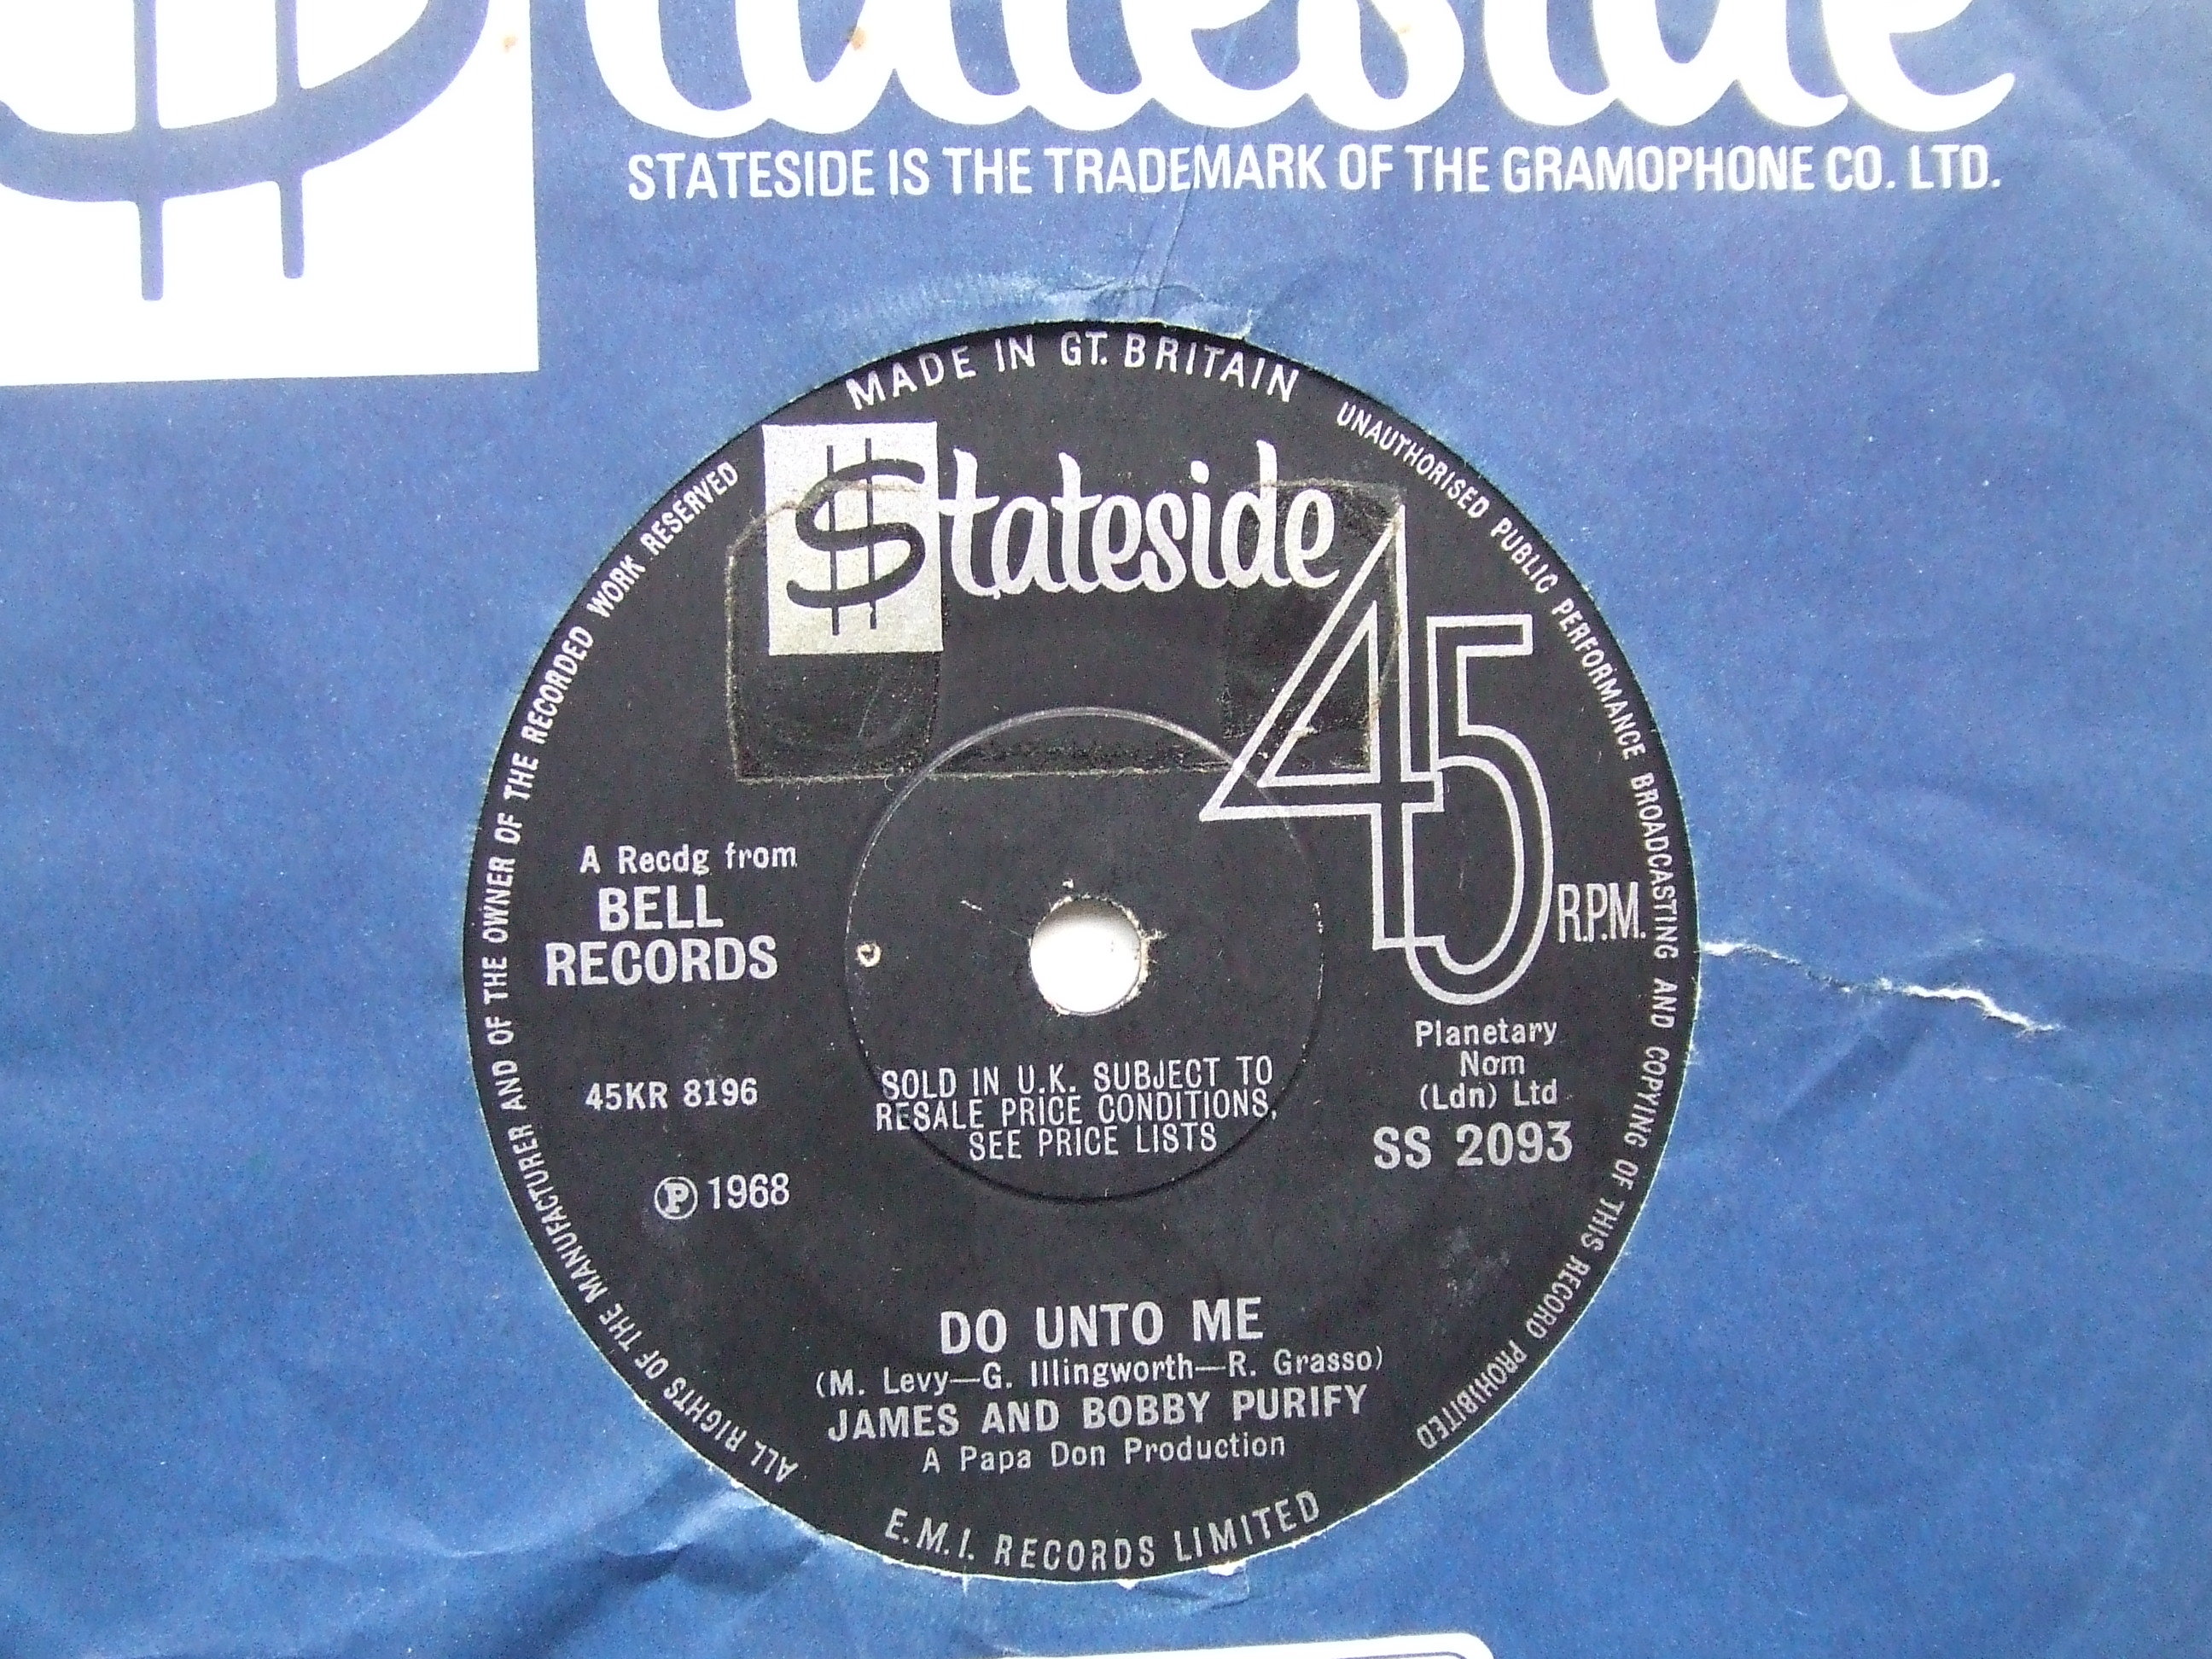 $tateside
STATESIDE IS THE TRADEMARK OF THE GRAMOPHONE CO. LTD.
MADE IN GT. BRITAIN
UNAUTHORISED PUBLIC PERFORMANCE BROADCASTING AND COPYING OF THIS RECORD PROHIBITED
ALL RIGHTS OF THE MANUFACTURER AND OF THE OWNER OF THE RECORDED WORK RESERVED
$tateside
45
R.P.M.
A Recdg from
BELL
RECORDS
45KR 8196
Ⓟ 1968
SOLD IN U.K. SUBJECT TO
RESALE PRICE CONDITIONS,
SEE PRICE LISTS
Planetary
Nom
(Ldn) Ltd
SS 2093
DO UNTO ME
(M. Levy—G. Illingworth—R. Grasso)
JAMES AND BOBBY PURIFY
A Papa Don Production
E.M.I. RECORDS LIMITED